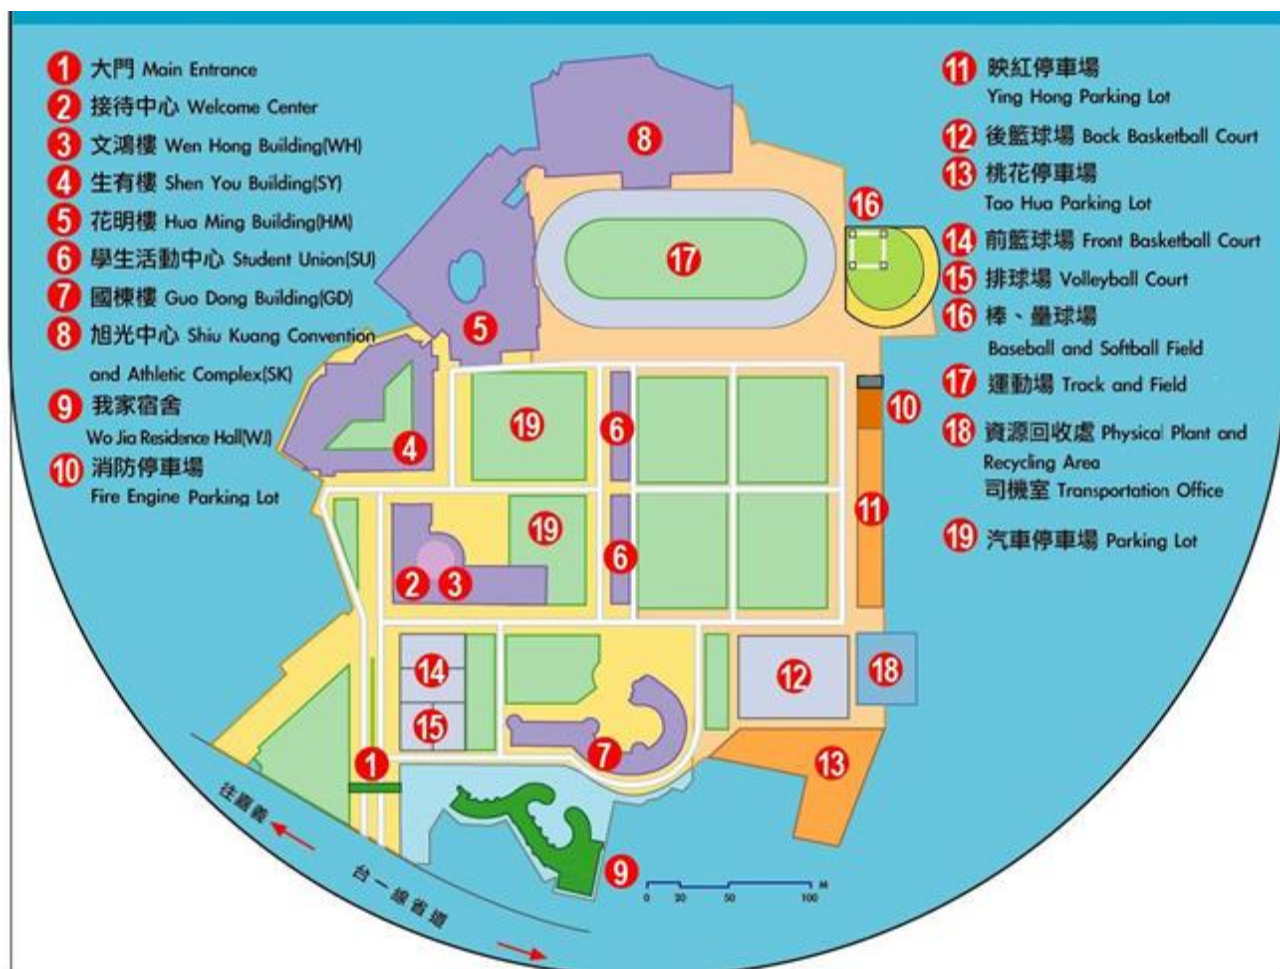 1 大門 Main Entrance
2 接待中心 Welcome Center
3 文鴻樓 Wen Hong Building(WH)
4 生有樓 Shen You Building(SY)
5 花明樓 Hua Ming Building(HM)
6 學生活動中心 Student Union(SU)
7 國棟樓 Guo Dong Building(GD)
8 旭光中心 Shiu Kuang Convention
and Athletic Complex(SK)
9 我家宿舍
Wo Jia Residence Hall(WJ)
10 消防停車場
Fire Engine Parking Lot
11 映紅停車場
Ying Hong Parking Lot
12 後籃球場 Back Basketball Court
13 桃花停車場
Tao Hua Parking Lot
14 前籃球場 Front Basketball Court
15 排球場 Volleyball Court
16 棒、壘球場
Baseball and Softball Field
17 運動場 Track and Field
18 資源回收處 Physical Plant and
Recycling Area
司機室 Transportation Office
19 汽車停車場 Parking Lot
8
16
17
5
4
19
6
10
11
19
6
2 3
14
15
12
18
7
1
13
9
往嘉義
台一線省道
M
0 20 50 100